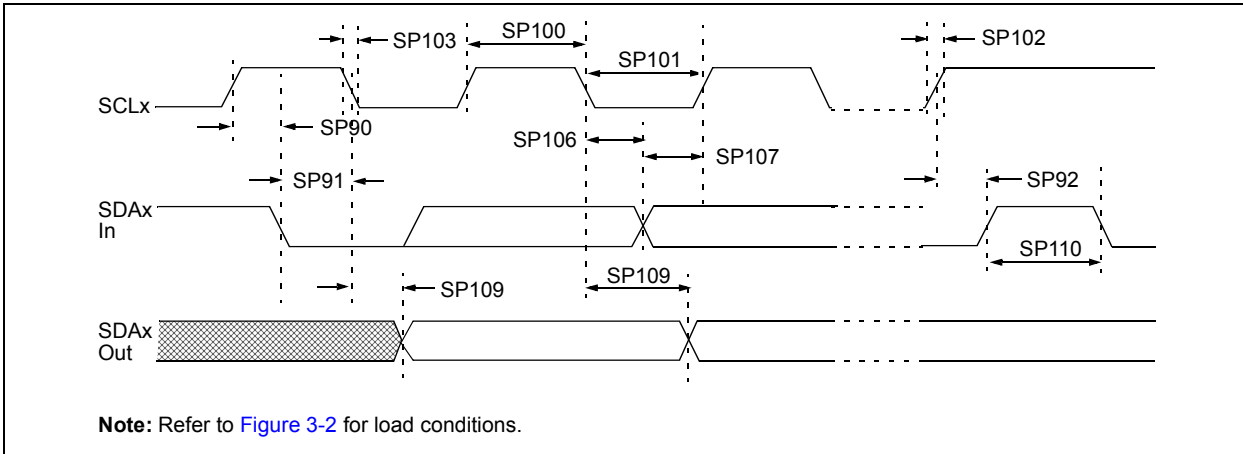 SP103
SP100
SP102
SP101
SCLx
SP90
SP106
SP107
SP91
SP92
SDAx
In
SP110
SP109
SP109
SDAx
Out
Note: Refer to Figure 3-2 for load conditions.